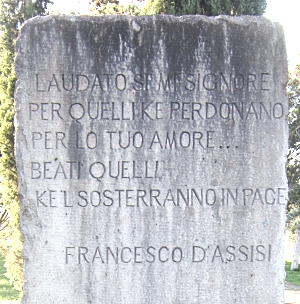 LAUDATO SI MI SIGNORE
PER QUELLI KE PERDONANO
PER LO TUO AMORE...
BEATI QUELLI,
KE'L SOSTERRANNO IN PACE
FRANCESCO D'ASSISI